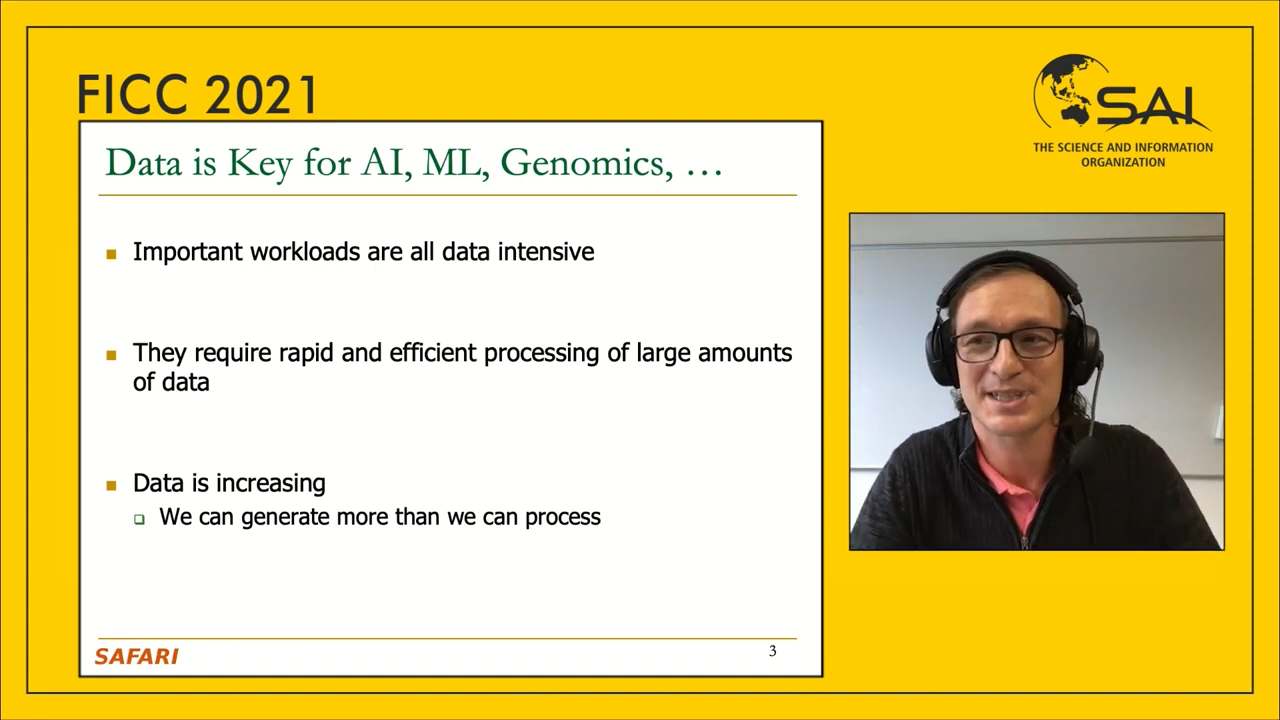 FICC 2021
SAI
THE SCIENCE AND INFORMATION
ORGANIZATION
Data is Key for AI, ML, Genomics, …
Important workloads are all data intensive
They require rapid and efficient processing of large amounts
of data
Data is increasing
We can generate more than we can process
SAFARI
3